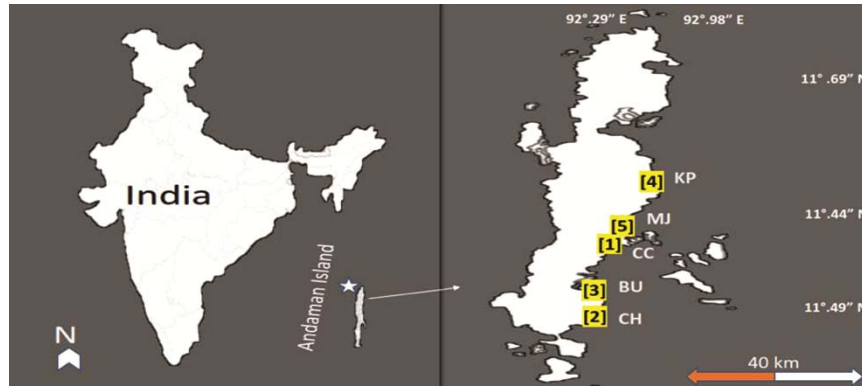 India
Andaman Island
N
92°.29” E
92°.98” E
11° .69” N
[4] KP
11°.44” N
[5] MJ
[1] CC
[3] BU
11°.49” N
[2] CH
40 km